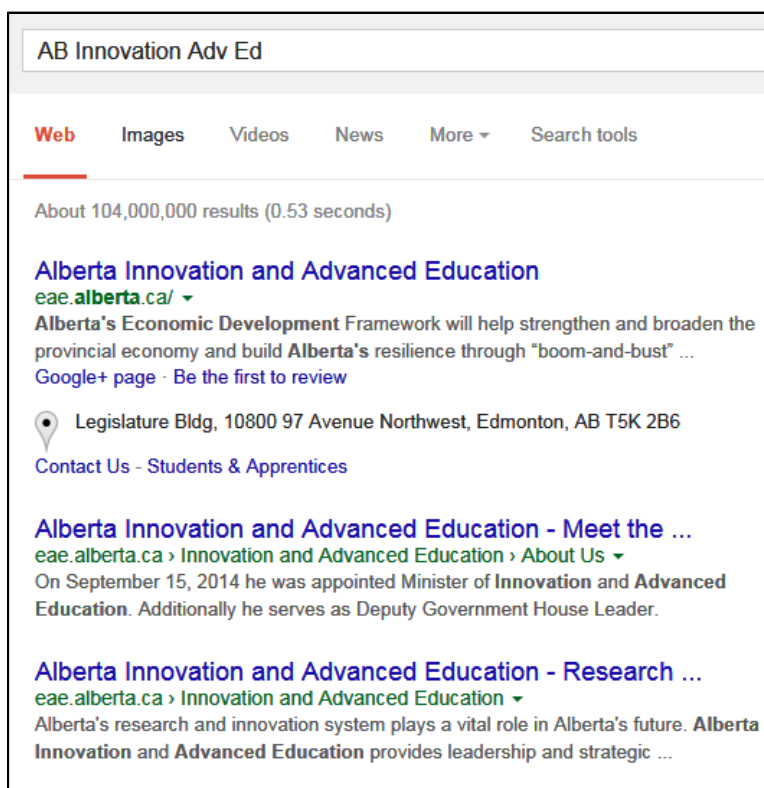 AB Innovation Adv Ed
Web Images Videos News More Search tools
About 104,000,000 results (0.53 seconds)
Alberta Innovation and Advanced Education
eae.alberta.ca/
Alberta's Economic Development Framework will help strengthen and broaden the
provincial economy and build Alberta's resilience through “boom-and-bust” ...
Google+ page · Be the first to review
Legislature Bldg, 10800 97 Avenue Northwest, Edmonton, AB T5K 2B6
Contact Us - Students & Apprentices
Alberta Innovation and Advanced Education - Meet the ...
eae.alberta.ca › Innovation and Advanced Education › About Us
On September 15, 2014 he was appointed Minister of Innovation and Advanced
Education. Additionally he serves as Deputy Government House Leader.
Alberta Innovation and Advanced Education - Research ...
eae.alberta.ca › Innovation and Advanced Education
Alberta's research and innovation system plays a vital role in Alberta's future. Alberta
Innovation and Advanced Education provides leadership and strategic ...